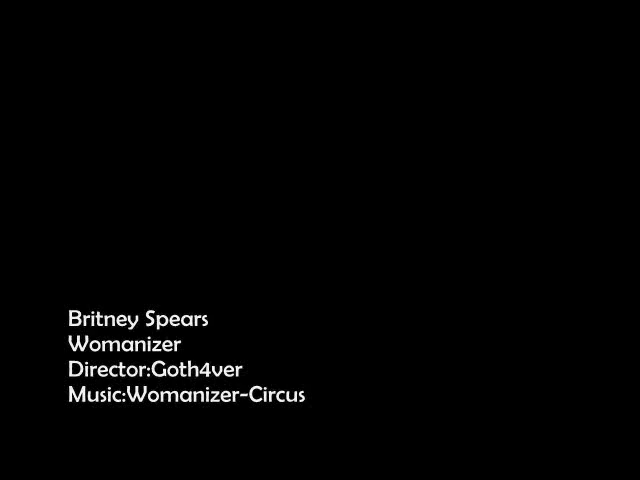 Britney Spears
Womanizer
Director:Goth4ver
Music:Womanizer-Circus